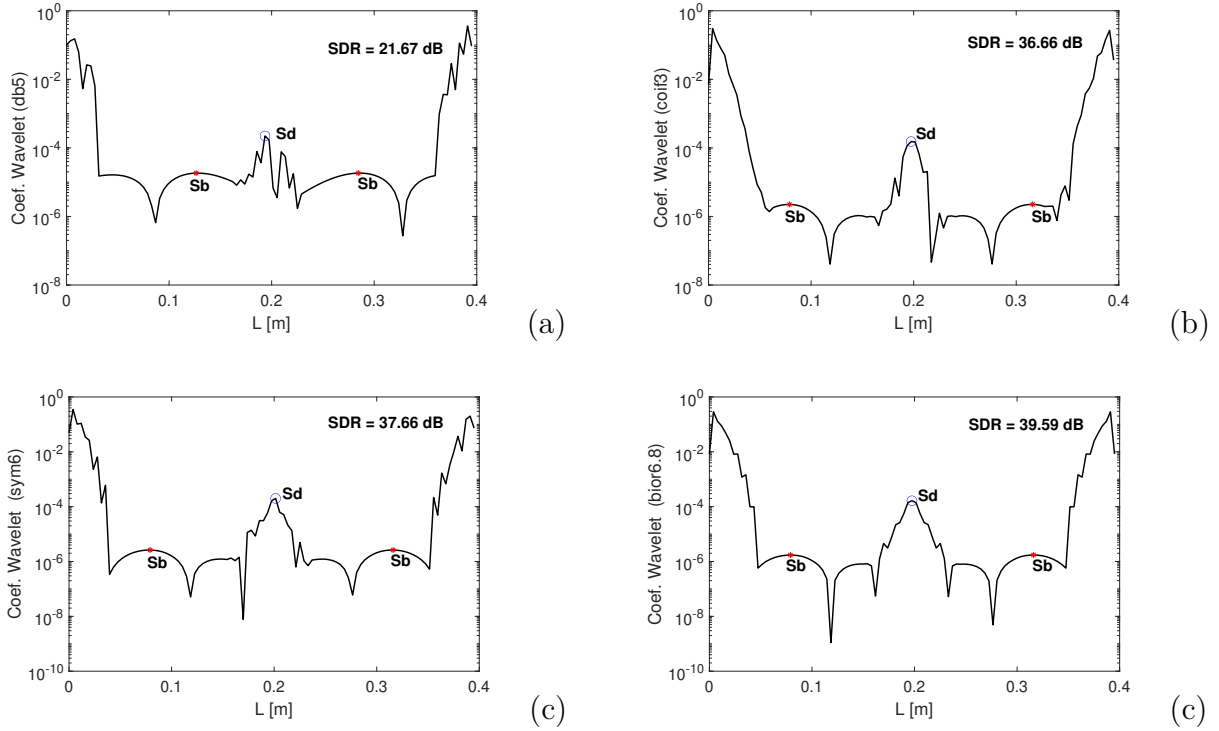 10^0
10^-2
10^-4
10^-6
10^-8
Coef. Wavelet (db5)
SDR = 21.67 dB
Sd
Sb
Sb
0
0.1
0.2
0.3
0.4
L [m]
(a)
10^0
10^-2
10^-4
10^-6
10^-8
Coef. Wavelet (coif3)
SDR = 36.66 dB
Sd
Sb
Sb
0
0.1
0.2
0.3
0.4
L [m]
(b)
10^0
10^-2
10^-4
10^-6
10^-8
10^-10
Coef. Wavelet (sym6)
SDR = 37.66 dB
Sd
Sb
Sb
0
0.1
0.2
0.3
0.4
L [m]
(c)
10^0
10^-2
10^-4
10^-6
10^-8
10^-10
Coef. Wavelet (bior6.8)
SDR = 39.59 dB
Sd
Sb
Sb
0
0.1
0.2
0.3
0.4
L [m]
(c)